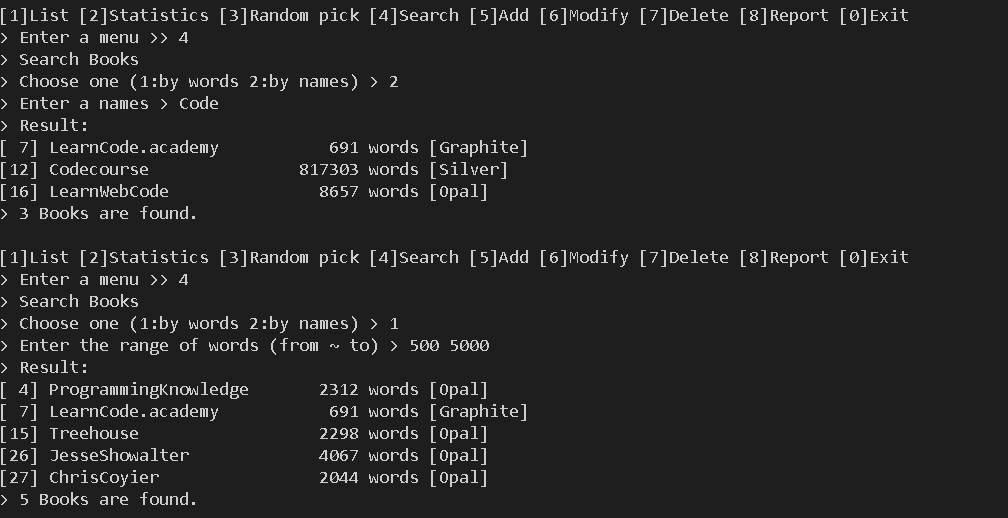 [1]List [2]Statistics [3]Random pick [4]Search [5]Add [6]Modify [7]Delete [8]Report [0]Exit
> Enter a menu >> 4
> Search Books
> Choose one (1:by words 2:by names) > 2
> Enter a names > Code
> Result:
[ 7] LearnCode.academy           691 words [Graphite]
[12] Codecourse               817303 words [Silver]
[16] LearnWebCode               8657 words [Opal]
> 3 Books are found.

[1]List [2]Statistics [3]Random pick [4]Search [5]Add [6]Modify [7]Delete [8]Report [0]Exit
> Enter a menu >> 4
> Search Books
> Choose one (1:by words 2:by names) > 1
> Enter the range of words (from ~ to) > 500 5000
> Result:
[ 4] ProgrammingKnowledge       2312 words [Opal]
[ 7] LearnCode.academy           691 words [Graphite]
[15] Treehouse                  2298 words [Opal]
[26] JesseShowalter             4067 words [Opal]
[27] ChrisCoyier                2044 words [Opal]
> 5 Books are found.